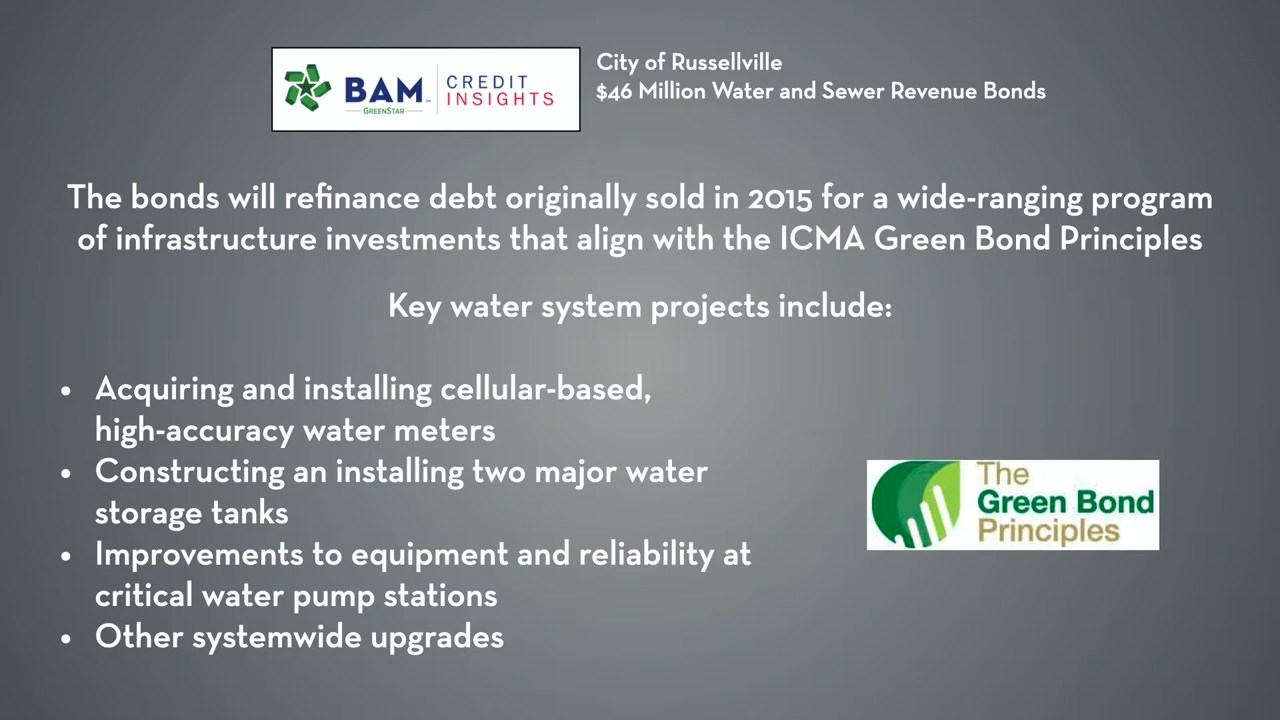 BAM
GREENSTAR
CREDIT
INSIGHTS
City of Russellville
$46 Million Water and Sewer Revenue Bonds
The bonds will refinance debt originally sold in 2015 for a wide-ranging program
of infrastructure investments that align with the ICMA Green Bond Principles
Key water system projects include:
• Acquiring and installing cellular-based,
high-accuracy water meters
• Constructing an installing two major water
storage tanks
• Improvements to equipment and reliability at
critical water pump stations
• Other systemwide upgrades
The
Green Bond
Principles